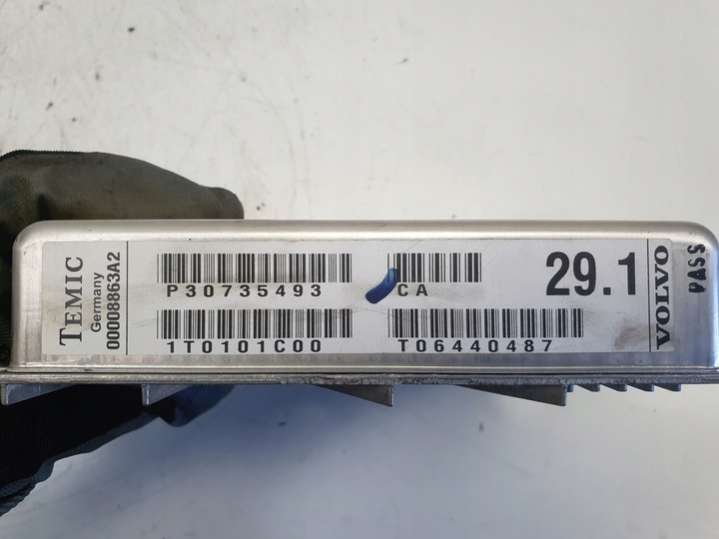 TEMIC
Germany
00008863A2
P30735493
CA
29.1
1T0101C00
T06440487
VOLVO
PASS